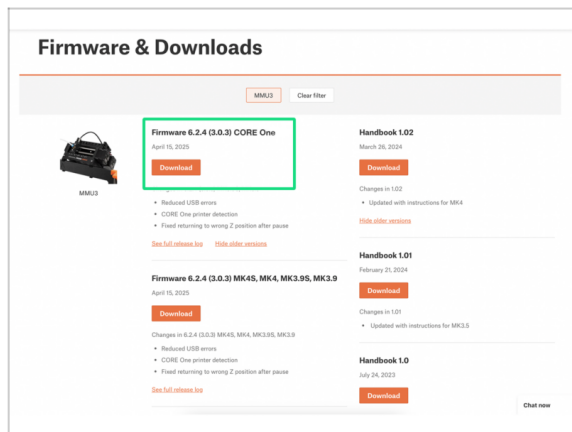 Firmware & Downloads
MMU3
Clear filter
MMU3
Firmware 6.2.4 (3.0.3) CORE One
April 15, 2025
Download
Reduced USB errors
CORE One printer detection
Fixed returning to wrong Z position after pause
See full release log
Hide older versions
Firmware 6.2.4 (3.0.3) MK4S, MK4, MK3.9S, MK3.9
April 15, 2025
Download
Changes in 6.2.4 (3.0.3) MK4S, MK4, MK3.9S, MK3.9
Reduced USB errors
CORE One printer detection
Fixed returning to wrong Z position after pause
See full release log
Handbook 1.02
March 26, 2024
Download
Changes in 1.02
Updated with instructions for MK4
Hide older versions
Handbook 1.01
February 21, 2024
Download
Changes in 1.01
Updated with instructions for MK3.5
Handbook 1.0
July 24, 2023
Download
Chat now